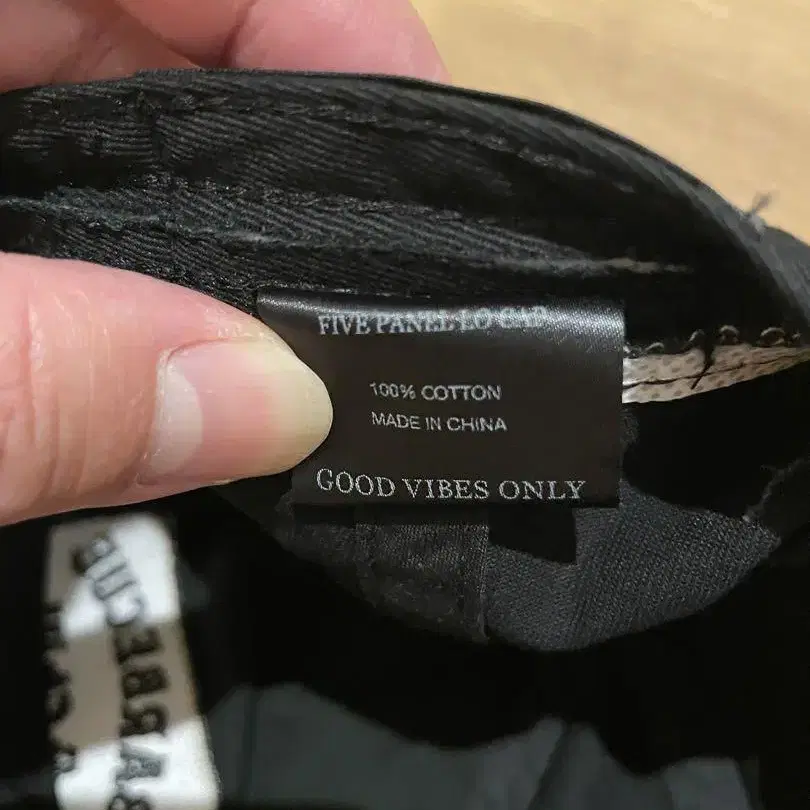 FIVE PANEL LO CAP
100% COTTON
MADE IN CHINA
GOOD VIBES ONLY